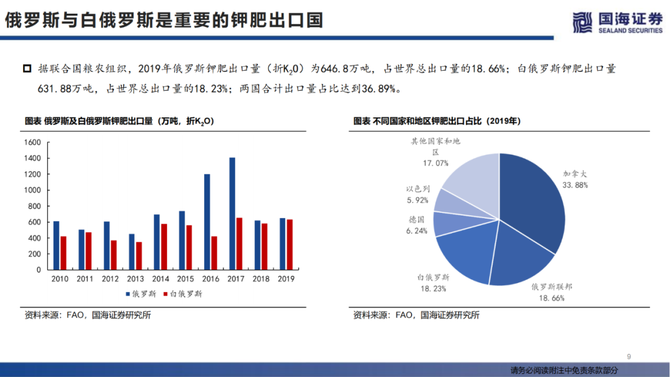 俄罗斯与白俄罗斯是重要的钾肥出口国
国海证券
SEALAND SECURITIES
据联合国粮农组织，2019年俄罗斯钾肥出口量（折K₂O）为646.8万吨，占世界总出口量的18.66%；白俄罗斯钾肥出口量
631.88万吨，占世界总出口量的18.23%；两国合计出口量占比达到36.89%。
图表 俄罗斯及白俄罗斯钾肥出口量（万吨，折K₂O）
1600
1400
1200
1000
800
600
400
200
0
2010 2011 2012 2013 2014 2015 2016 2017 2018 2019
俄罗斯 白俄罗斯
资料来源：FAO，国海证券研究所
图表 不同国家和地区钾肥出口占比（2019年）
其他国家和地
区
17.07%
加拿大
33.88%
以色列
5.92%
德国
6.24%
白俄罗斯
18.23%
俄罗斯联邦
18.66%
资料来源：FAO，国海证券研究所
9
请务必阅读附注中免责条款部分